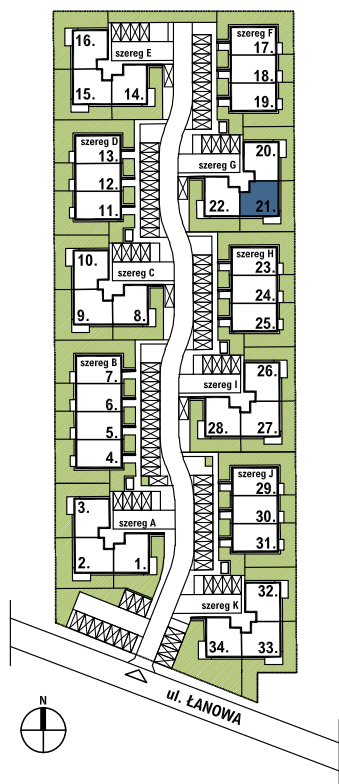 16.
szereg E
15.
14.
szereg F
17.
18.
19.
szereg D
13.
12.
11.
szereg G
20.
22.
21.
10.
szereg C
9.
8.
szereg H
23.
24.
25.
szereg B
7.
6.
5.
4.
szereg I
26.
28.
27.
3.
szereg A
2.
1.
szereg J
29.
30.
31.
szereg K
32.
34.
33.
ul. ŁANOWA
N